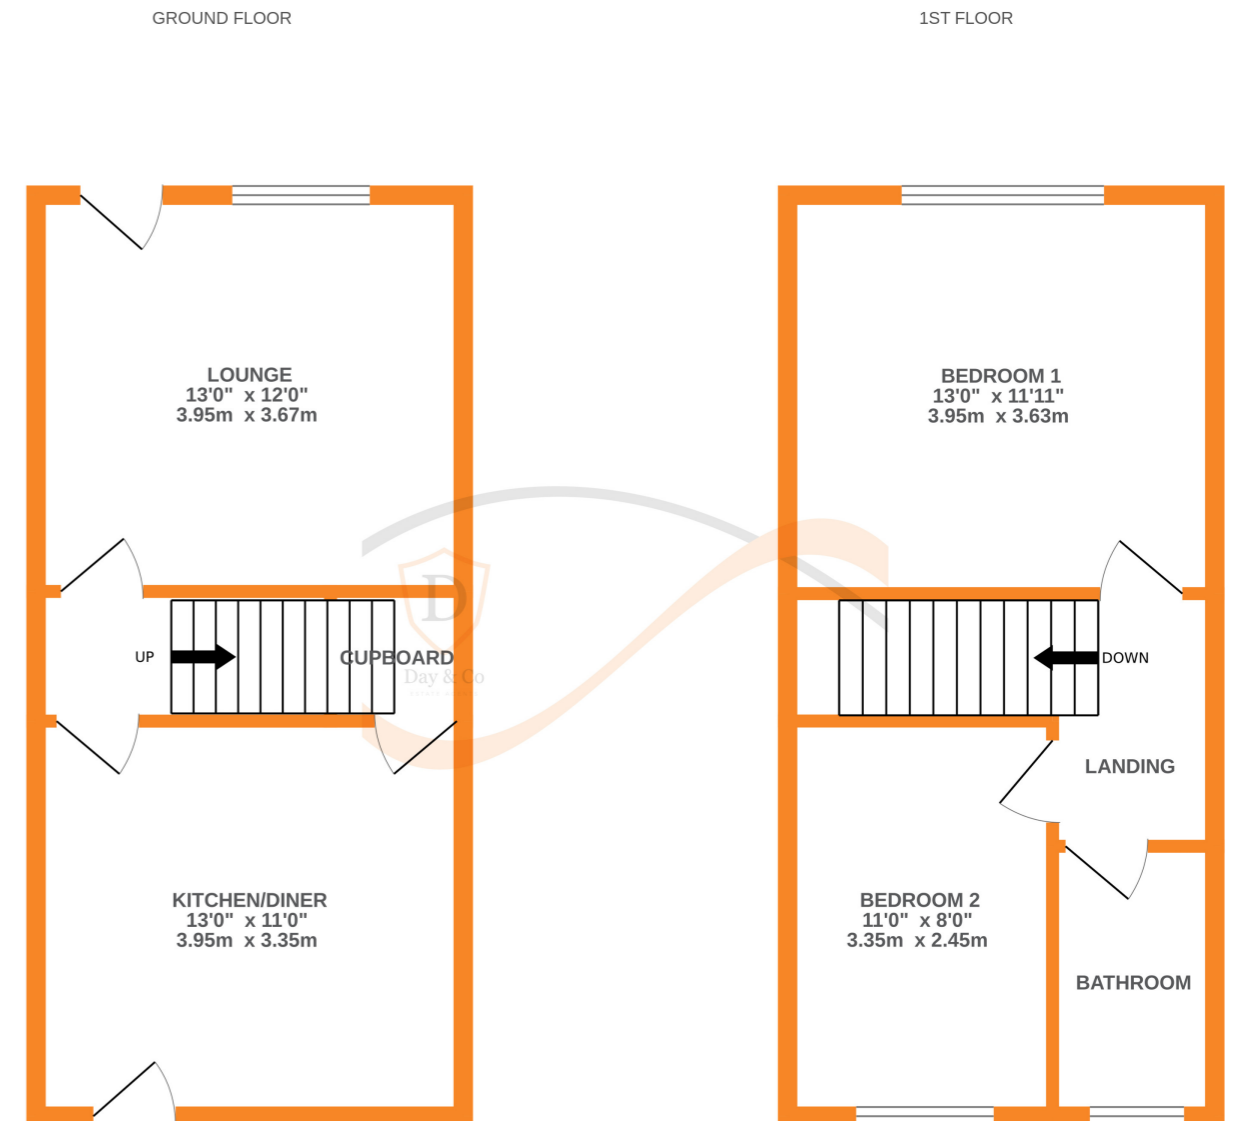 GROUND FLOOR
1ST FLOOR
LOUNGE
13'0" x 12'0"
3.95m x 3.67m
BEDROOM 1
13'0" x 11'11"
3.95m x 3.63m
D
UP
CUPBOARD
DOWN
Day & Co
LANDING
KITCHEN/DINER
13'0" x 11'0"
3.95m x 3.35m
BEDROOM 2
11'0" x 8'0"
3.35m x 2.45m
BATHROOM